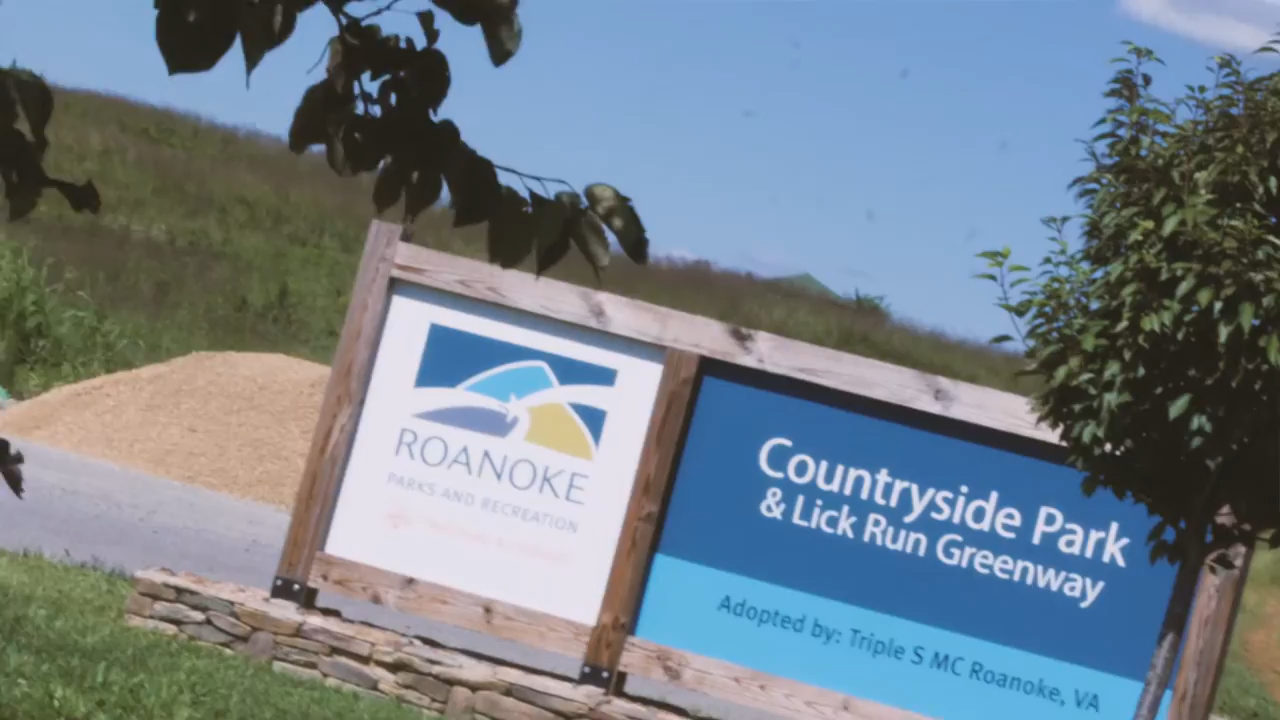 ROANOKE
PARKS AND RECREATION
Countryside Park
& Lick Run Greenway
Adopted by: Triple S MC Roanoke, VA